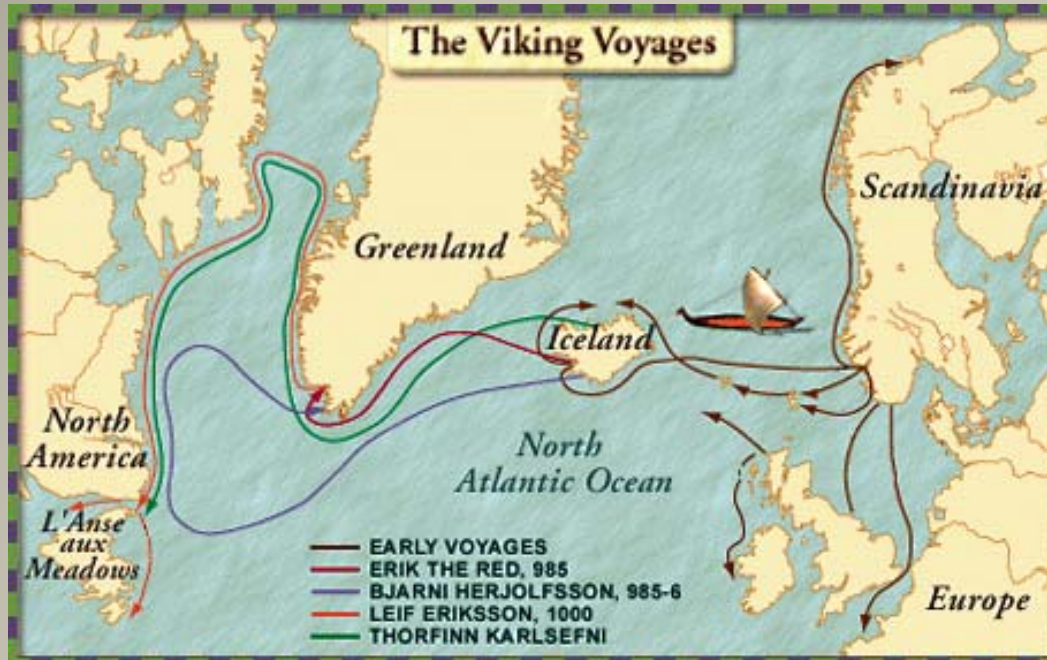 The Viking Voyages
Scandinavia
Greenland
Iceland
North
America
North
Atlantic Ocean
L'Anse
aux
Meadows
Europe
EARLY VOYAGES
ERIK THE RED, 985
BJARNI HERJOLFSSON, 985-6
LEIF ERIKSSON, 1000
THORFINN KARLSEFNI